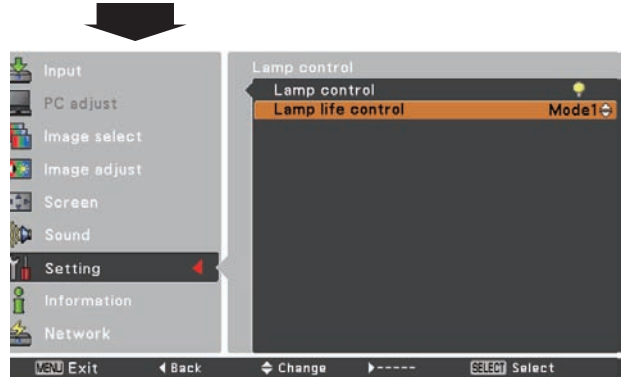 Input
PC adjust
Image select
Image adjust
Screen
Sound
Setting
Information
Network
Lamp control
Lamp control
Lamp life control Mode1
MENU Exit Back Change ----- SELECT Select